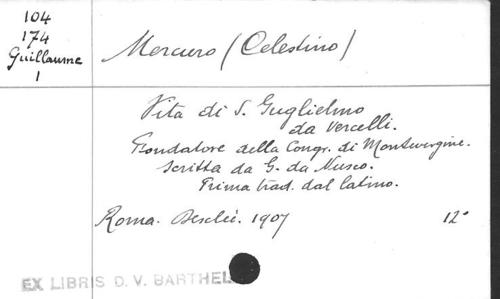 104
174
Guillaume
1
Mercuro (Celestino)
Vita di S. Guglielmo
da Vercelli.
Fondatore della Congr. di Montevergine.
scritta da G. da Nusco.
Prima trad. dal latino.
Roma. Desclée. 1907 12°
EX LIBRIS D. V. BARTHEL